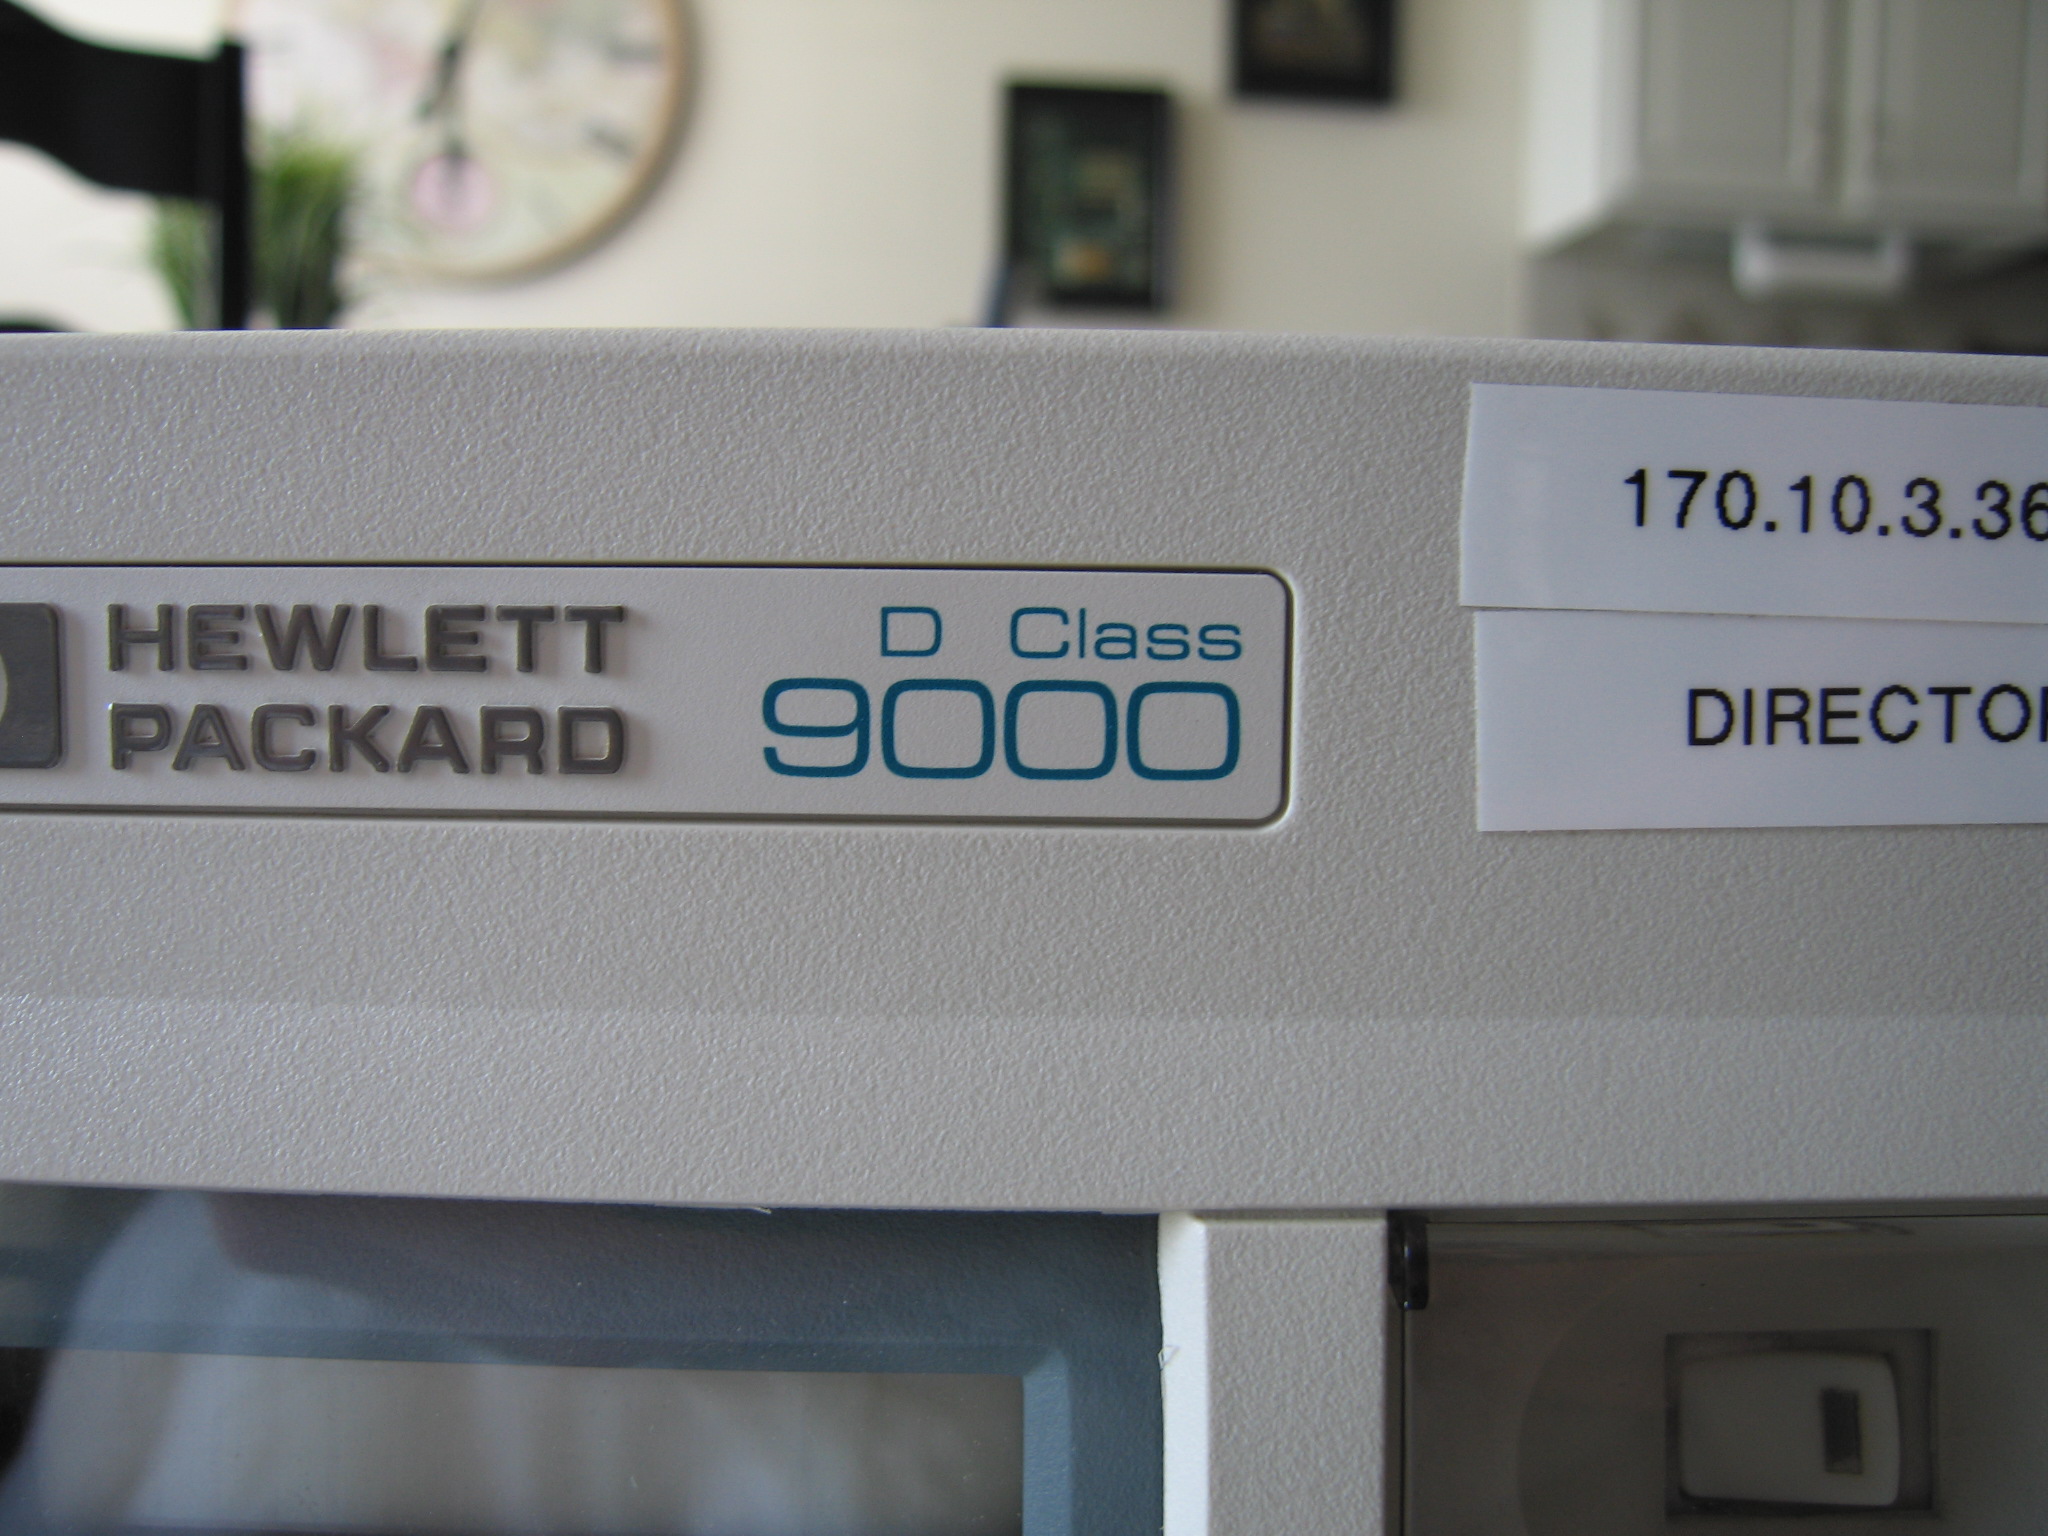 170.10.3.36
HEWLETT
PACKARD
D Class
9000